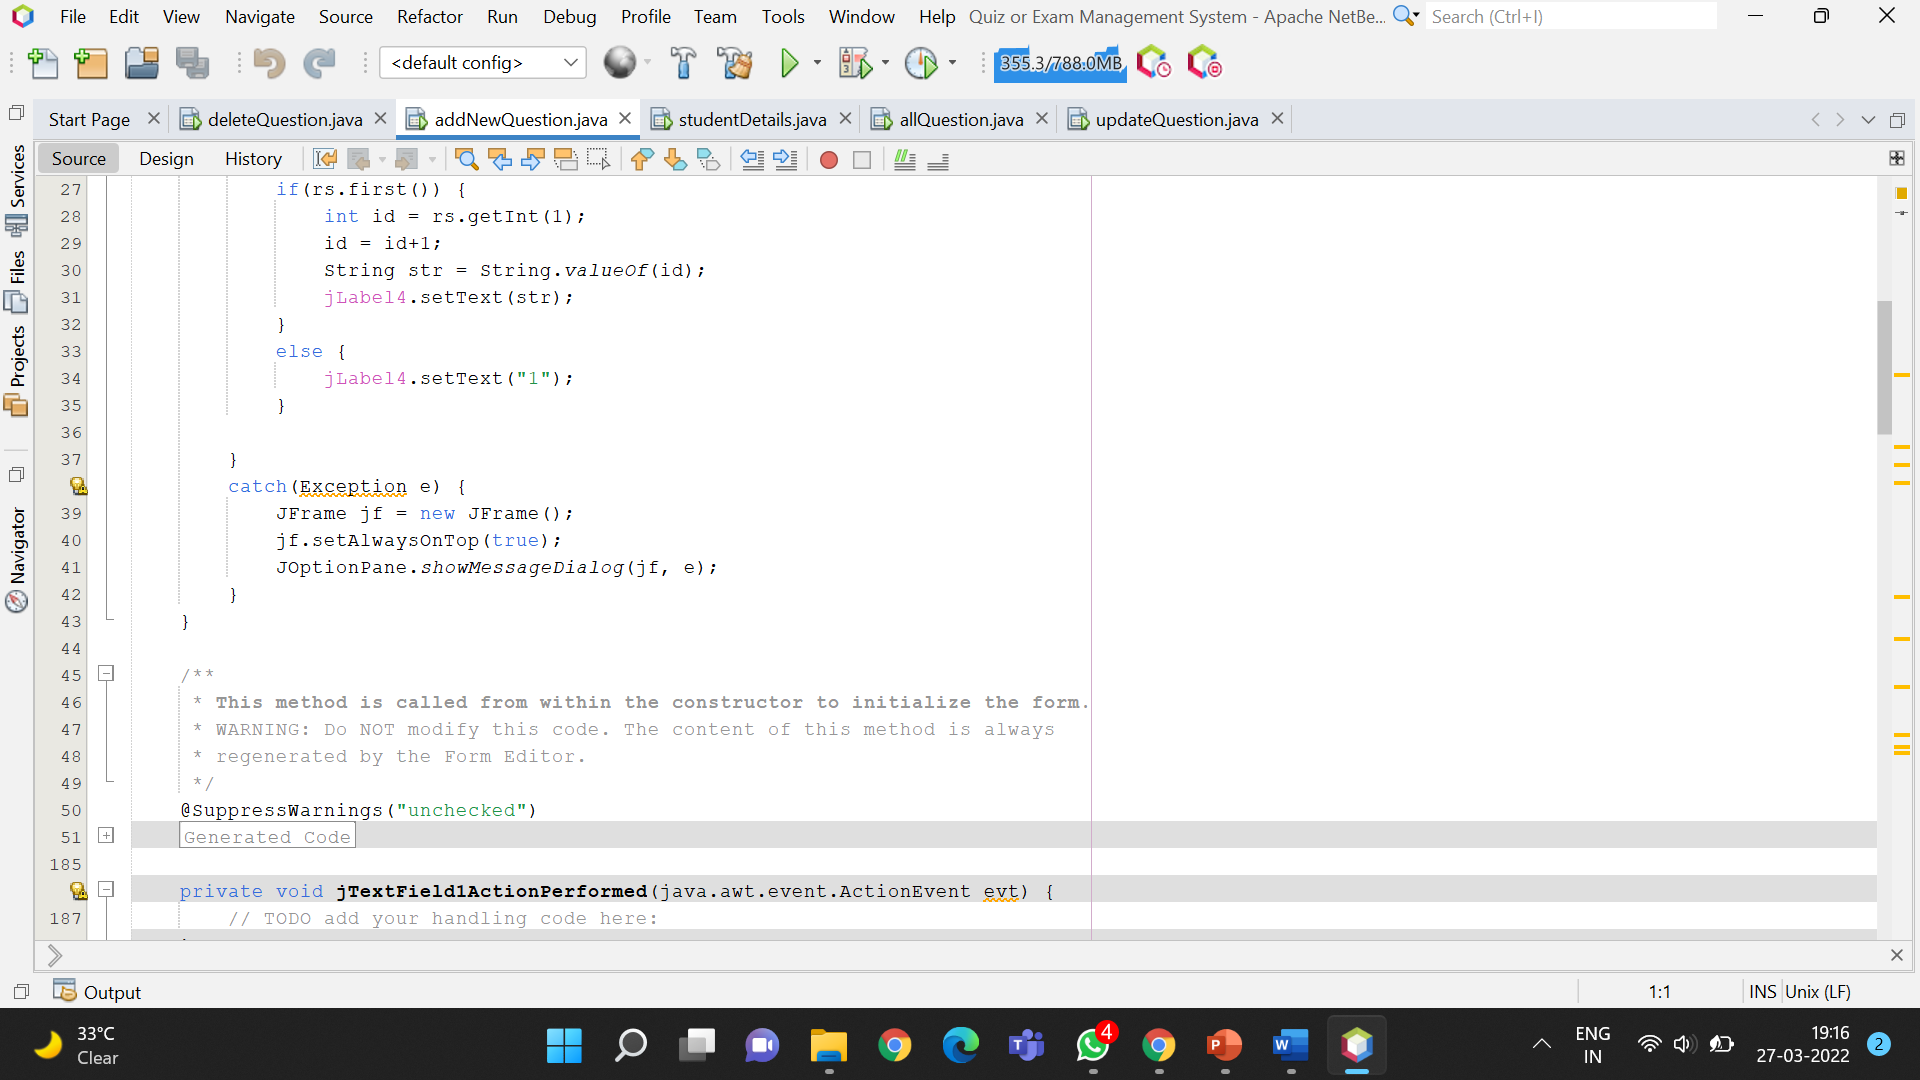 File Edit View Navigate Source Refactor Run Debug Profile Team Tools Window Help Quiz or Exam Management System - Apache NetBe... Search (Ctrl+I)
<default config> 355.3/788.0MB
Start Page deleteQuestion.java addNewQuestion.java studentDetails.java allQuestion.java updateQuestion.java
Source Design History
Services
Files
Projects
Navigator
27 if(rs.first()) {
28 int id = rs.getInt(1);
29 id = id+1;
30 String str = String.valueOf(id);
31 jLabel4.setText(str);
32 }
33 else {
34 jLabel4.setText("1");
35 }
36
37 }
catch(Exception e) {
39 JFrame jf = new JFrame();
40 jf.setAlwaysOnTop(true);
41 JOptionPane.showMessageDialog(jf, e);
42 }
43 }
44
45 /**
46 * This method is called from within the constructor to initialize the form.
47 * WARNING: Do NOT modify this code. The content of this method is always
48 * regenerated by the Form Editor.
49 */
50 @SuppressWarnings("unchecked")
51 Generated Code
185
private void jTextField1ActionPerformed(java.awt.event.ActionEvent evt) {
187 // TODO add your handling code here:
Output 1:1 INS Unix (LF)
33°C
Clear
4
ENG
IN
19:16
27-03-2022
2